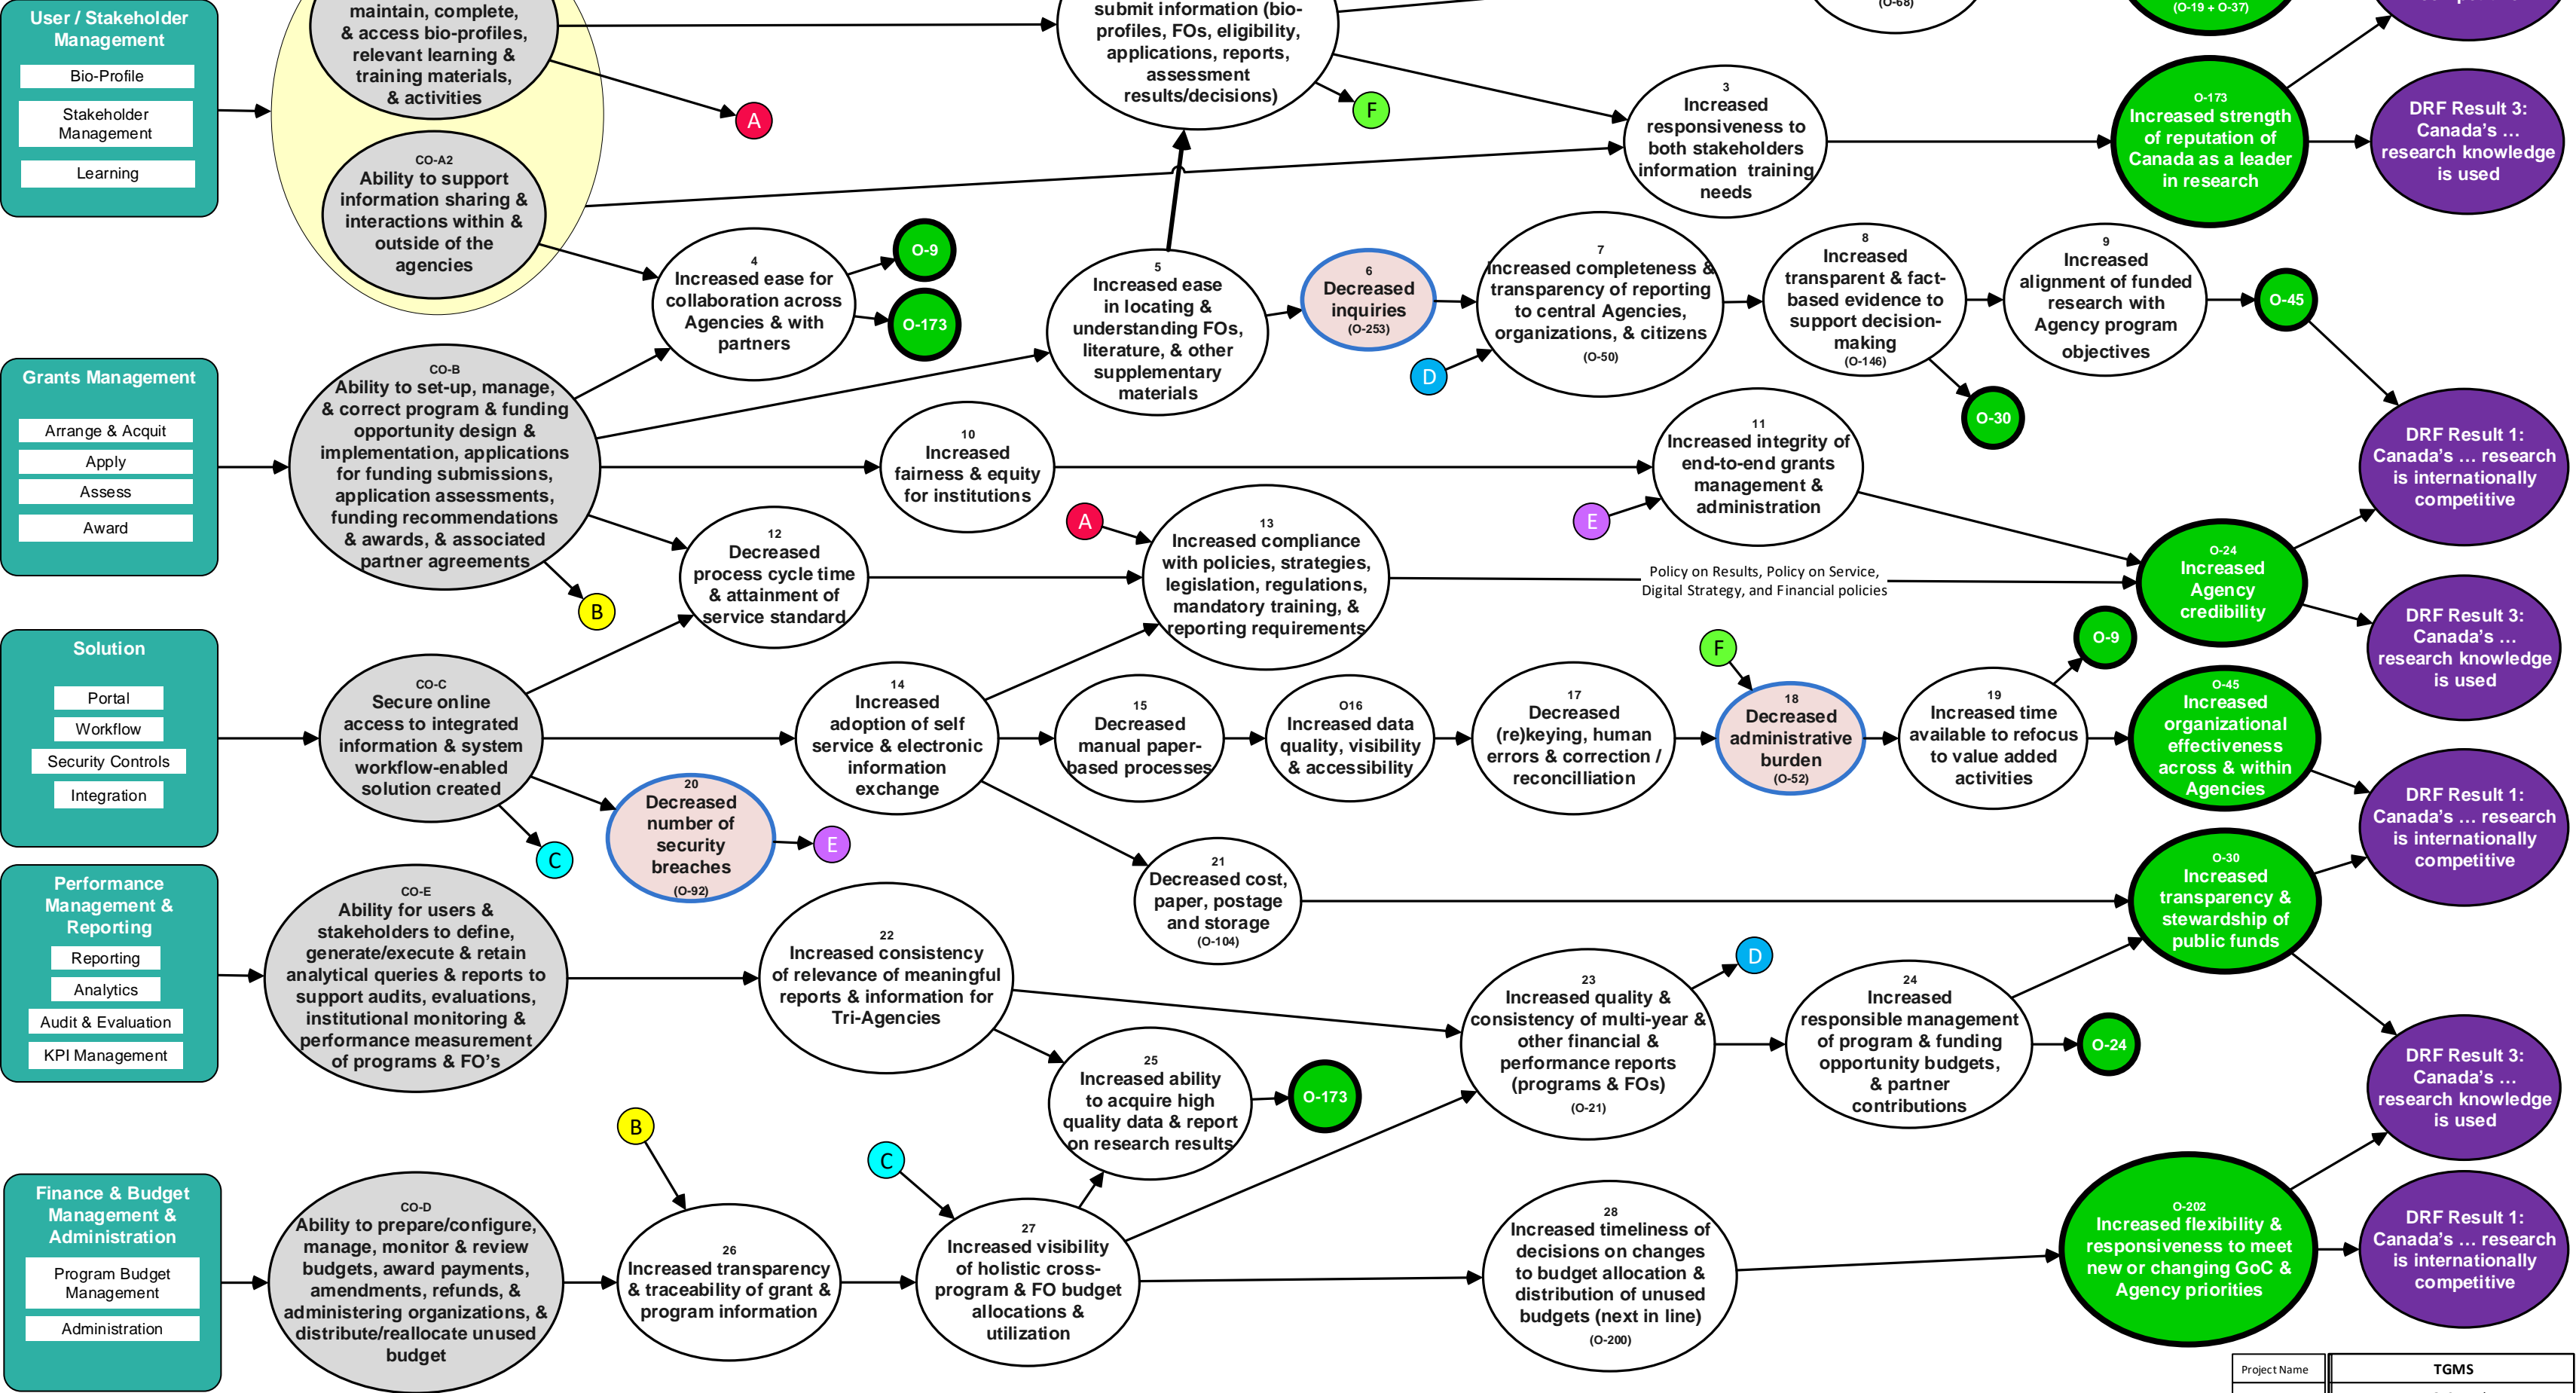 User / Stakeholder
Management
Bio-Profile
Stakeholder
Management
Learning
maintain, complete,
& access bio-profiles,
relevant learning &
training materials,
& activities
A
CO-A2
Ability to support
information sharing &
interactions within &
outside of the
agencies
submit information (bio-
profiles, FOs, eligibility,
applications, reports,
assessment
results/decisions)
F
(O-68)
(O-19 + O-37)
3
Increased
responsiveness to
both stakeholders
information training
needs
O-173
Increased strength
of reputation of
Canada as a leader
in research
DRF Result 3:
Canada's ...
research knowledge
is used
4
Increased ease for
collaboration across
Agencies & with
partners
O-9
O-173
5
Increased ease
in locating &
understanding FOs,
literature, & other
supplementary
materials
6
Decreased
inquiries
(O-253)
D
7
Increased completeness &
transparency of reporting
to central Agencies,
organizations, & citizens
(O-50)
8
Increased
transparent & fact-
based evidence to
support decision-
making
(O-146)
9
Increased
alignment of funded
research with
Agency program
objectives
O-45
O-30
Grants Management
Arrange & Acquit
Apply
Assess
Award
CO-B
Ability to set-up, manage,
& correct program & funding
opportunity design &
implementation, applications
for funding submissions,
application assessments,
funding recommendations
& awards, & associated
partner agreements
B
10
Increased
fairness & equity
for institutions
11
Increased integrity of
end-to-end grants
management &
administration
E
DRF Result 1:
Canada's ... research
is internationally
competitive
12
Decreased
process cycle time
& attainment of
service standard
A
13
Increased compliance
with policies, strategies,
legislation, regulations,
mandatory training, &
reporting requirements
Policy on Results, Policy on Service,
Digital Strategy, and Financial policies
O-24
Increased
Agency
credibility
DRF Result 3:
Canada's ...
research knowledge
is used
Solution
Portal
Workflow
Security Controls
Integration
CO-C
Secure online
access to integrated
information & system
workflow-enabled
solution created
C
20
Decreased
number of
security
breaches
(O-92)
E
14
Increased
adoption of self
service & electronic
information
exchange
15
Decreased
manual paper-
based processes
O16
Increased data
quality, visibility
& accessibility
17
Decreased
(re)keying, human
errors & correction /
reconcilliation
F
18
Decreased
administrative
burden
(O-52)
19
Increased time
available to refocus
to value added
activities
O-9
O-45
Increased
organizational
effectiveness
across & within
Agencies
DRF Result 1:
Canada's ... research
is internationally
competitive
21
Decreased cost,
paper, postage
and storage
(O-104)
O-30
Increased
transparency &
stewardship of
public funds
Performance
Management &
Reporting
Reporting
Analytics
Audit & Evaluation
KPI Management
CO-E
Ability for users &
stakeholders to define,
generate/execute & retain
analytical queries & reports to
support audits, evaluations,
institutional monitoring &
performance measurement
of programs & FO's
22
Increased consistency
of relevance of meaningful
reports & information for
Tri-Agencies
23
Increased quality &
consistency of multi-year &
other financial &
performance reports
(programs & FOs)
(O-21)
D
24
Increased
responsible management
of program & funding
opportunity budgets,
& partner
contributions
O-24
DRF Result 3:
Canada's ...
research knowledge
is used
25
Increased ability
to acquire high
quality data & report
on research results
O-173
B
C
Finance & Budget
Management &
Administration
Program Budget
Management
Administration
CO-D
Ability to prepare/configure,
manage, monitor & review
budgets, award payments,
amendments, refunds, &
administering organizations, &
distribute/reallocate unused
budget
26
Increased transparency
& traceability of grant &
program information
27
Increased visibility
of holistic cross-
program & FO budget
allocations &
utilization
28
Increased timeliness of
decisions on changes
to budget allocation &
distribution of unused
budgets (next in line)
(O-200)
O-202
Increased flexibility &
responsiveness to meet
new or changing GoC &
Agency priorities
DRF Result 1:
Canada's ... research
is internationally
competitive
Project Name
TGMS